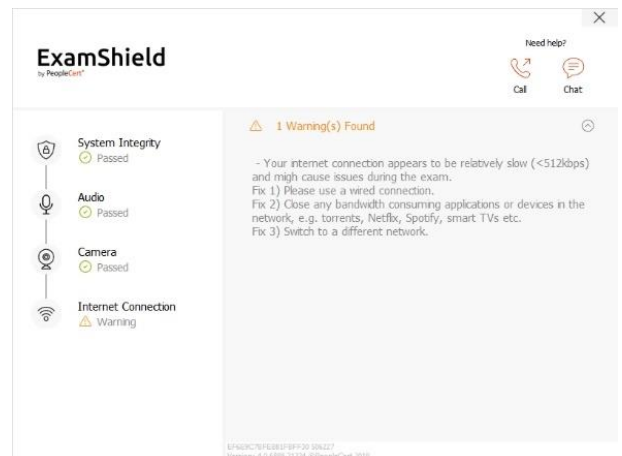 Need help?
ExamShield
by PeopleCert
Call
Chat
1 Warning(s) Found
System Integrity
Passed
- Your internet connection appears to be relatively slow (<512kbps)
and migh cause issues during the exam.
Fix 1) Please use a wired connection.
Fix 2) Close any bandwidth consuming applications or devices in the
network, e.g. torrents, Netflix, Spotify, smart TVs etc.
Fix 3) Switch to a different network.
Audio
Passed
Camera
Passed
Internet Connection
Warning